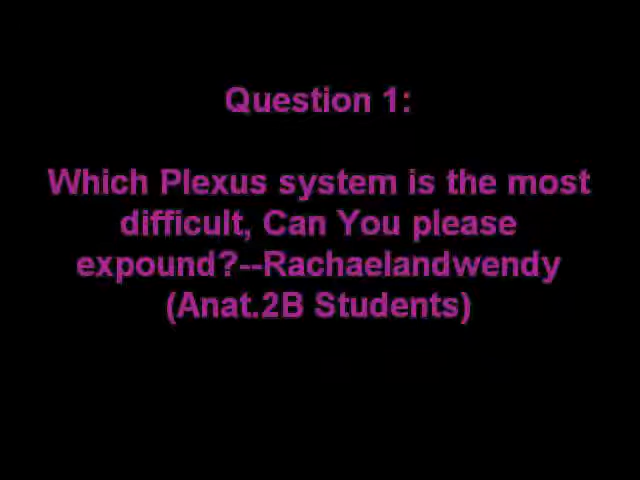 Question 1:
Which Plexus system is the most
difficult, Can You please
expound?--Rachaelandwendy
(Anat.2B Students)